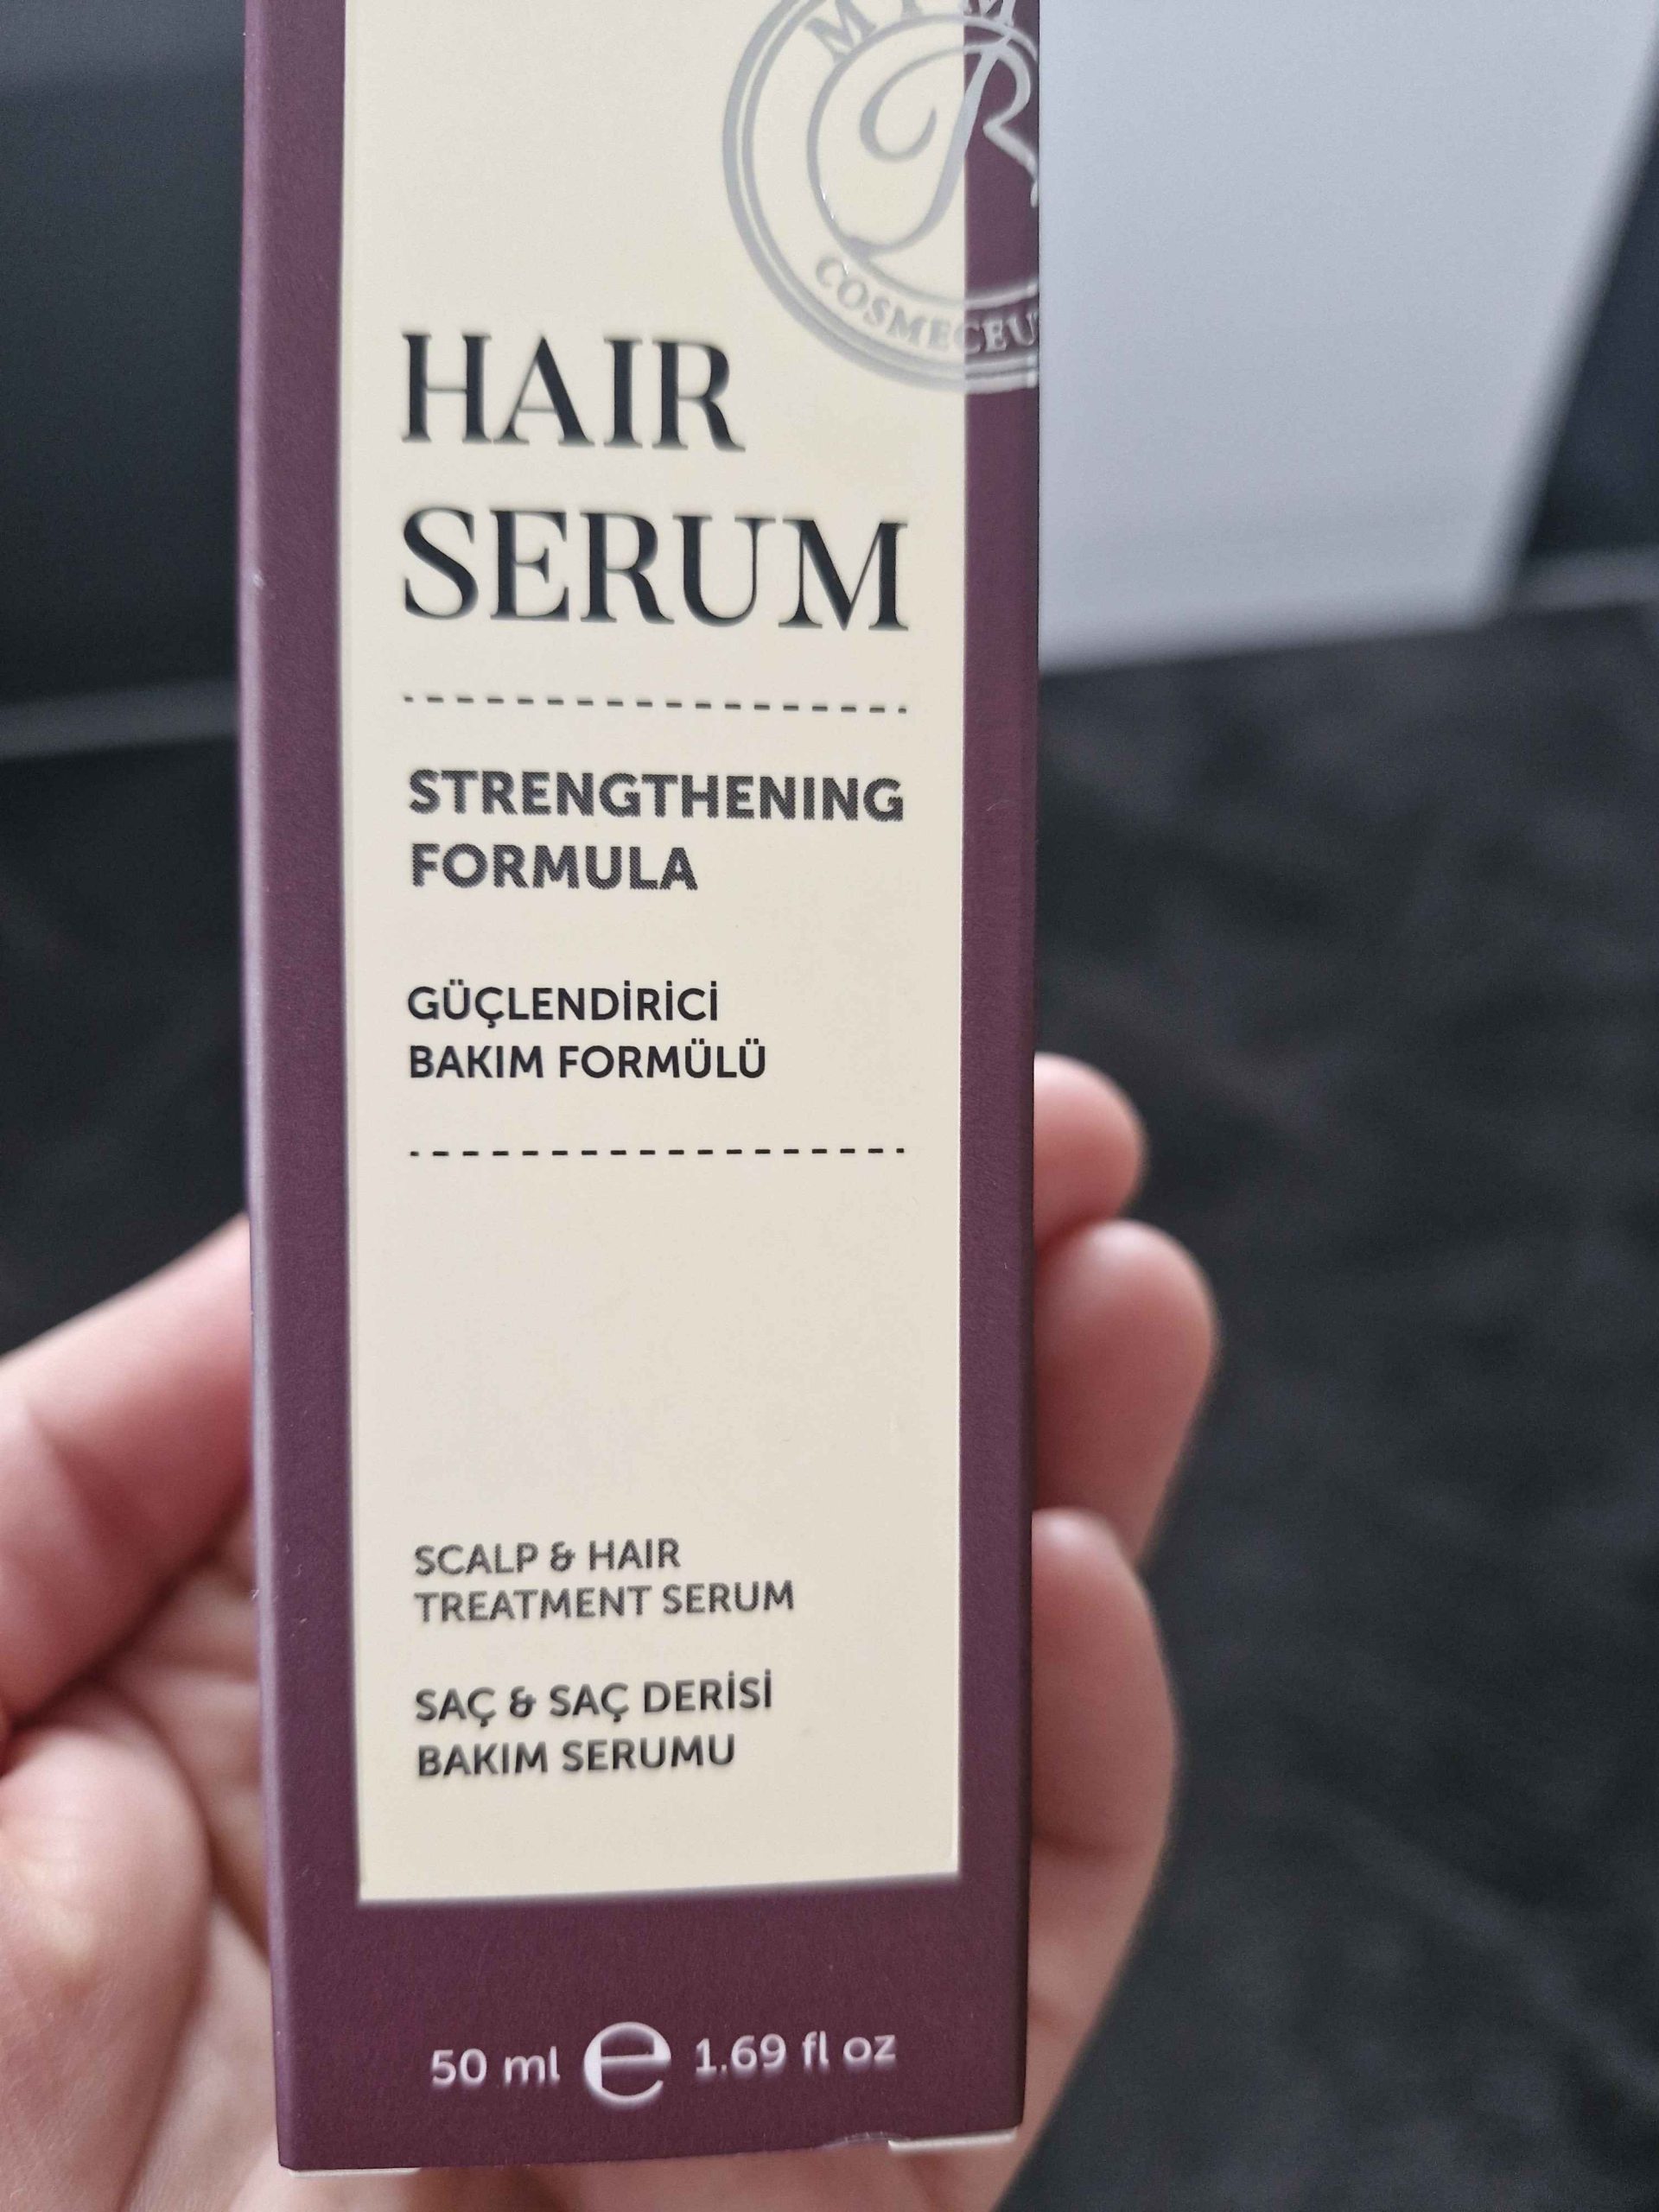 HAIR
SERUM
STRENGTHENING
FORMULA
GÜÇLENDİRİCİ
BAKIM FORMÜLÜ
SCALP & HAIR
TREATMENT SERUM
SAÇ & SAÇ DERİSİ
BAKIM SERUMU
50 ml e 1.69 fl oz